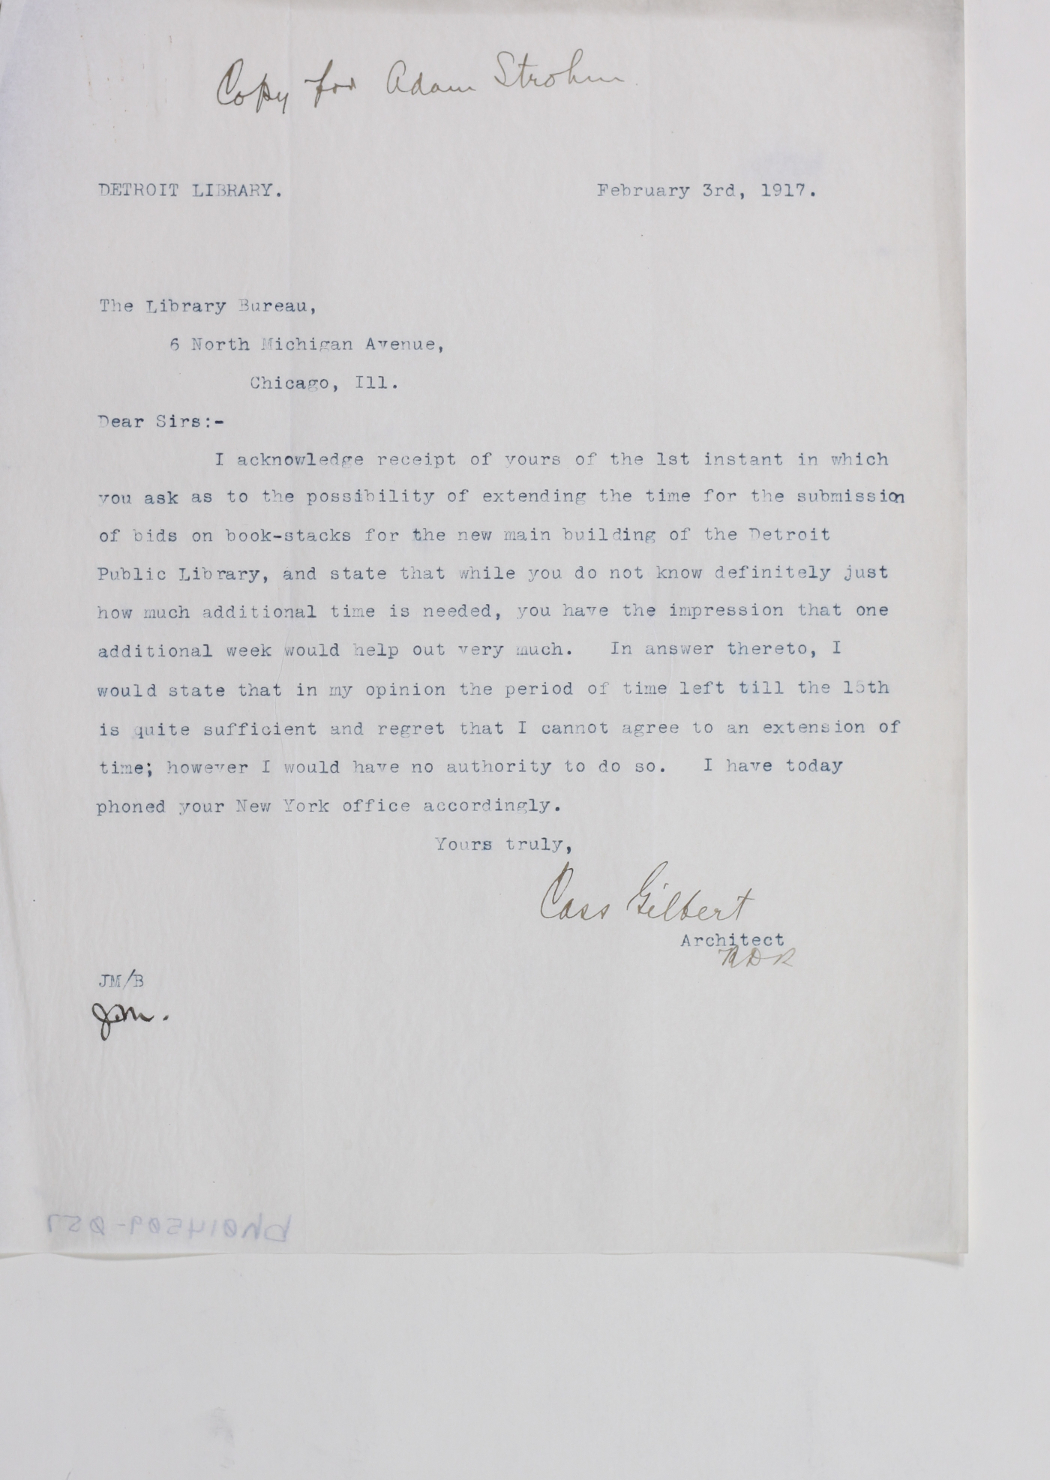 Copy for Adam Strohm
DETROIT LIBRARY. February 3rd, 1917.
The Library Bureau,
6 North Michigan Avenue,
Chicago, Ill.
Dear Sirs:-
I acknowledge receipt of yours of the 1st instant in which
you ask as to the possibility of extending the time for the submission
of bids on book-stacks for the new main building of the Detroit
Public Library, and state that while you do not know definitely just
how much additional time is needed, you have the impression that one
additional week would help out very much. In answer thereto, I
would state that in my opinion the period of time left till the 15th
is quite sufficient and regret that I cannot agree to an extension of
time; however I would have no authority to do so. I have today
phoned your New York office accordingly.
Yours truly,
Cass Gilbert
Architect
JM/B
J.M.